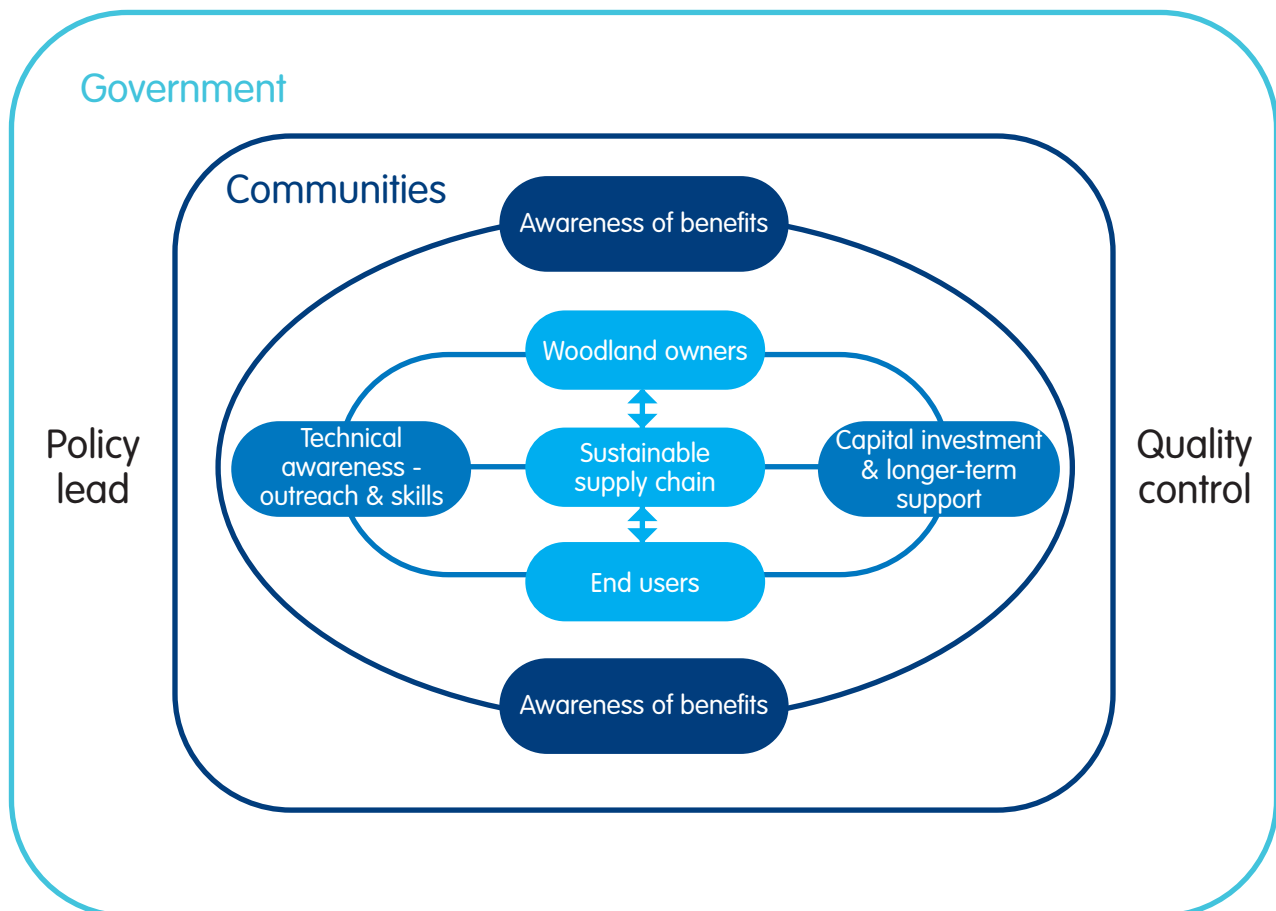 Government
Communities
Awareness of benefits
Woodland owners
Policy
lead
Technical
awareness -
outreach & skills
Sustainable
supply chain
Capital investment
& longer-term
support
Quality
control
End users
Awareness of benefits